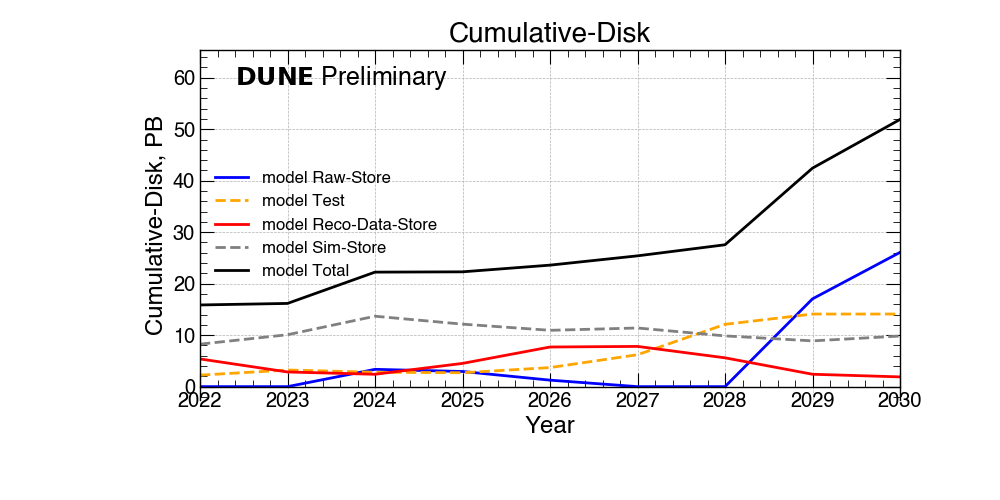 Cumulative-Disk
DUNE Preliminary
Cumulative-Disk, PB
60
50
40
30
20
10
0
model Raw-Store
model Test
model Reco-Data-Store
model Sim-Store
model Total
2022 2023 2024 2025 2026 2027 2028 2029 2030
Year